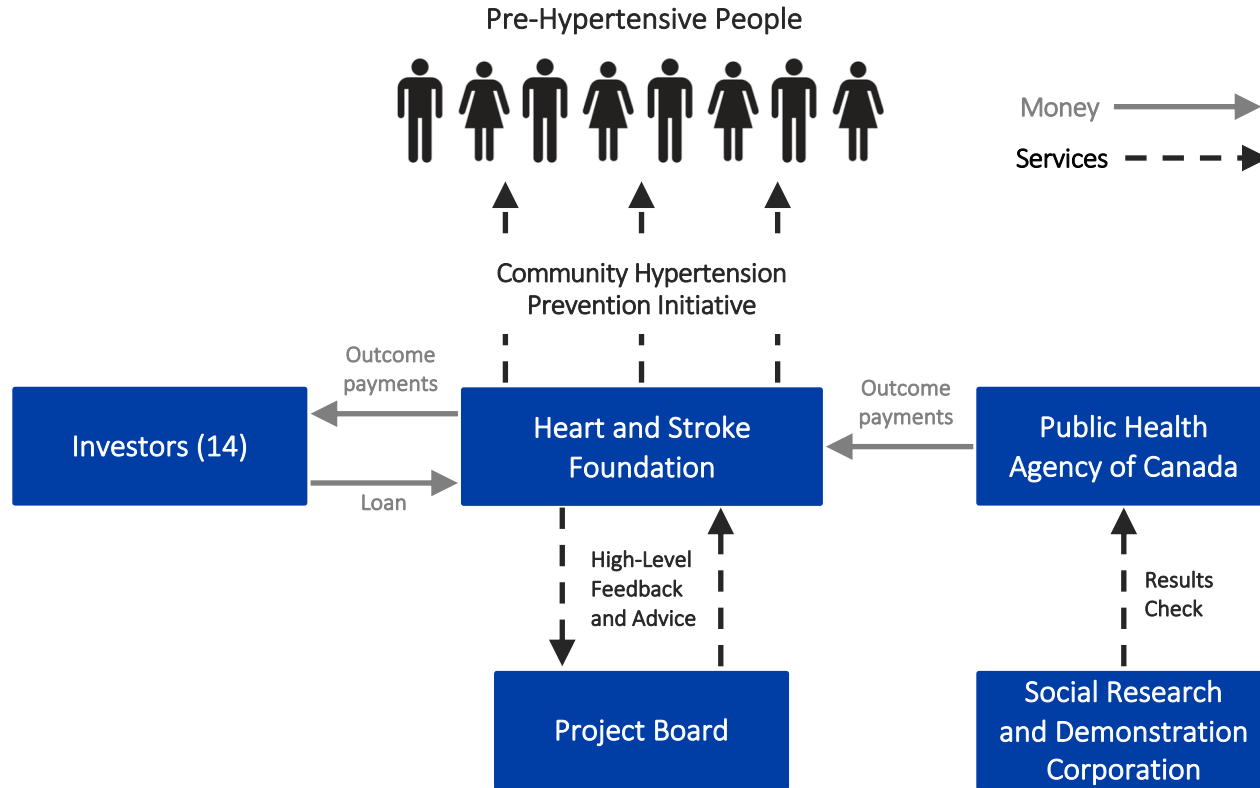 Pre-Hypertensive People
Money
Services
Community Hypertension
Prevention Initiative
Outcome
payments
Outcome
payments
Investors (14)
Heart and Stroke
Foundation
Public Health
Agency of Canada
Loan
High-Level
Feedback
and Advice
Results
Check
Project Board
Social Research
and Demonstration
Corporation